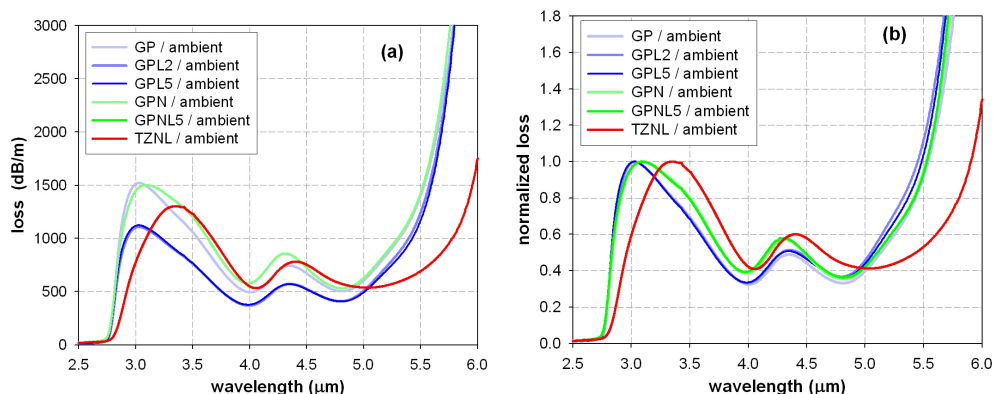 (a)
GP / ambient
GPL2 / ambient
GPL5 / ambient
GPN / ambient
GPNL5 / ambient
TZNL / ambient
loss (dB/m)
3000
2500
2000
1500
1000
500
0
2.5 3.0 3.5 4.0 4.5 5.0 5.5 6.0
wavelength (μm)
(b)
GP / ambient
GPL2 / ambient
GPL5 / ambient
GPN / ambient
GPNL5 / ambient
TZNL / ambient
normalized loss
1.8
1.6
1.4
1.2
1.0
0.8
0.6
0.4
0.2
0.0
2.5 3.0 3.5 4.0 4.5 5.0 5.5 6.0
wavelength (μm)